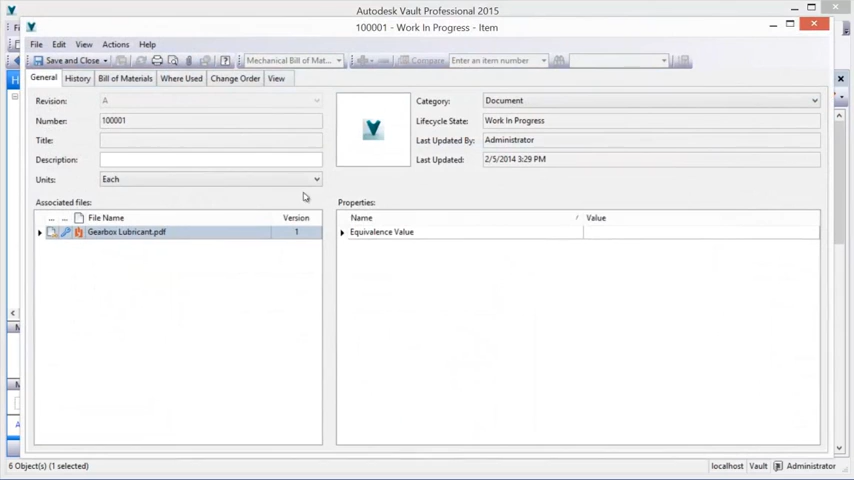 Autodesk Vault Professional 2015
100001 - Work In Progress - Item
File Edit View Actions Help
Save and Close Mechanical Bill of Mat... Compare Enter an item number
General History Bill of Materials Where Used Change Order View
Revision: A
Number: 100001
Title:
Description:
Units: Each
Category: Document
Lifecycle State: Work In Progress
Last Updated By: Administrator
Last Updated: 2/5/2014 3:29 PM
Associated files:
... ... File Name Version
Gearbox Lubricant.pdf 1
Properties:
Name / Value
Equivalence Value
6 Object(s) (1 selected) localhost Vault Administrator